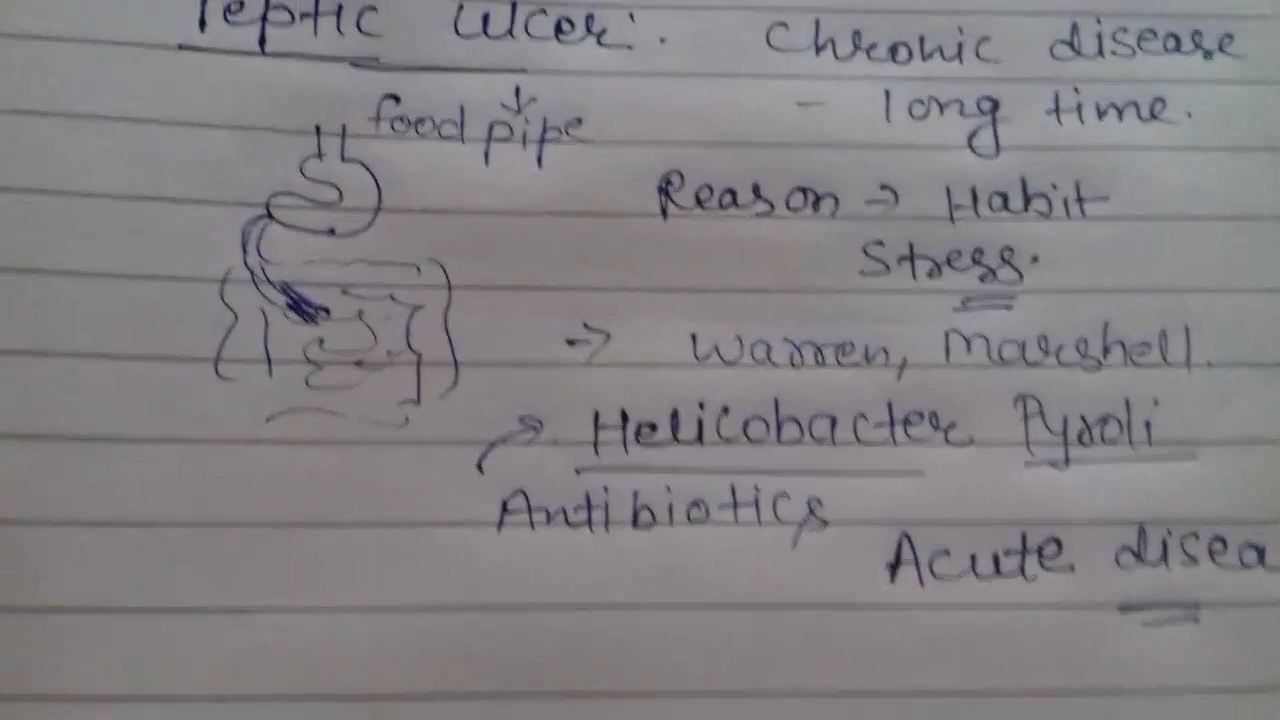 Peptic Ulcer: Chronic disease
food pipe - long time.
Reason → Habit
Stress.
→ Warren, Marshell.
→ Helicobacter Pyroli
Antibiotics
Acute disea